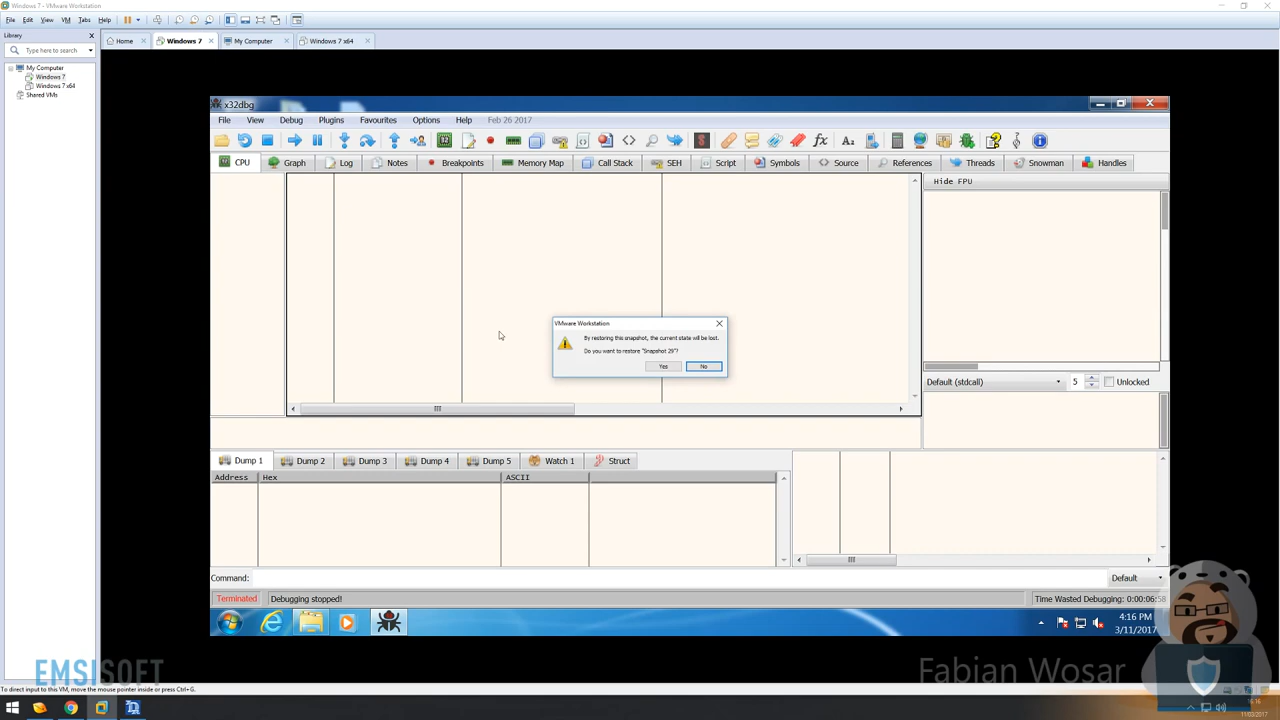 Windows 7 - VMware Workstation
File Edit View VM Tabs Help
Library
Type here to search
My Computer
Windows 7
Windows 7 x64
Shared VMs
Home
Windows 7
My Computer
Windows 7 x64
x32dbg
File View Debug Plugins Favourites Options Help Feb 26 2017
CPU Graph Log Notes Breakpoints Memory Map Call Stack SEH Script Symbols Source References Threads Snowman Handles
Hide FPU
VMware Workstation
By restoring this snapshot, the current state will be lost.
Do you want to restore "Snapshot 29"?
Yes No
Default (stdcall) 5 Unlocked
Dump 1 Dump 2 Dump 3 Dump 4 Dump 5 Watch 1 Struct
Address Hex ASCII
Command: Default
Terminated Debugging stopped! Time Wasted Debugging: 0:00:06:58
4:16 PM
3/11/2017
EMSISOFT
Fabian Wosar
To direct input to this VM, move the mouse pointer inside or press Ctrl+G.
16:16
11/03/2017